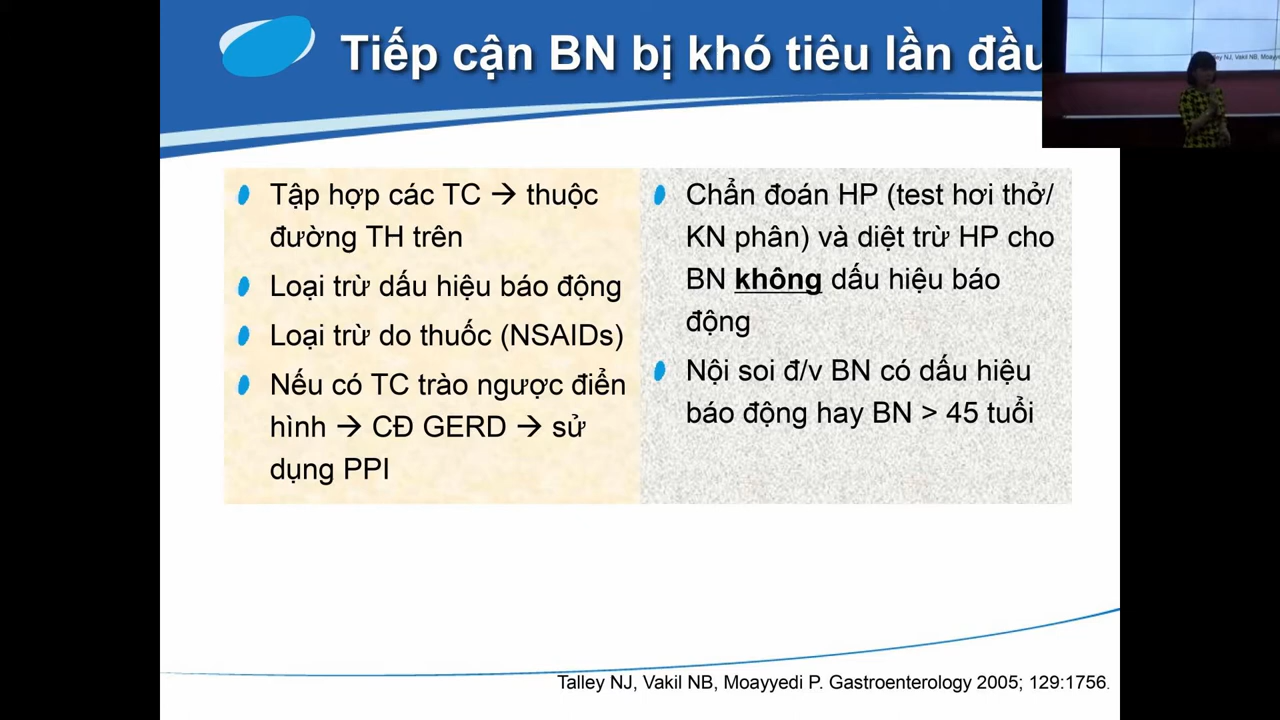 Tiếp cận BN bị khó tiêu lần đầu
Tập hợp các TC → thuộc
đường TH trên
Loại trừ dấu hiệu báo động
Loại trừ do thuốc (NSAIDs)
Nếu có TC trào ngược điển
hình → CĐ GERD → sử
dụng PPI
Chẩn đoán HP (test hơi thở/
KN phân) và diệt trừ HP cho
BN không dấu hiệu báo
động
Nội soi đ/v BN có dấu hiệu
báo động hay BN > 45 tuổi
Talley NJ, Vakil NB, Moayyedi P. Gastroenterology 2005; 129:1756.